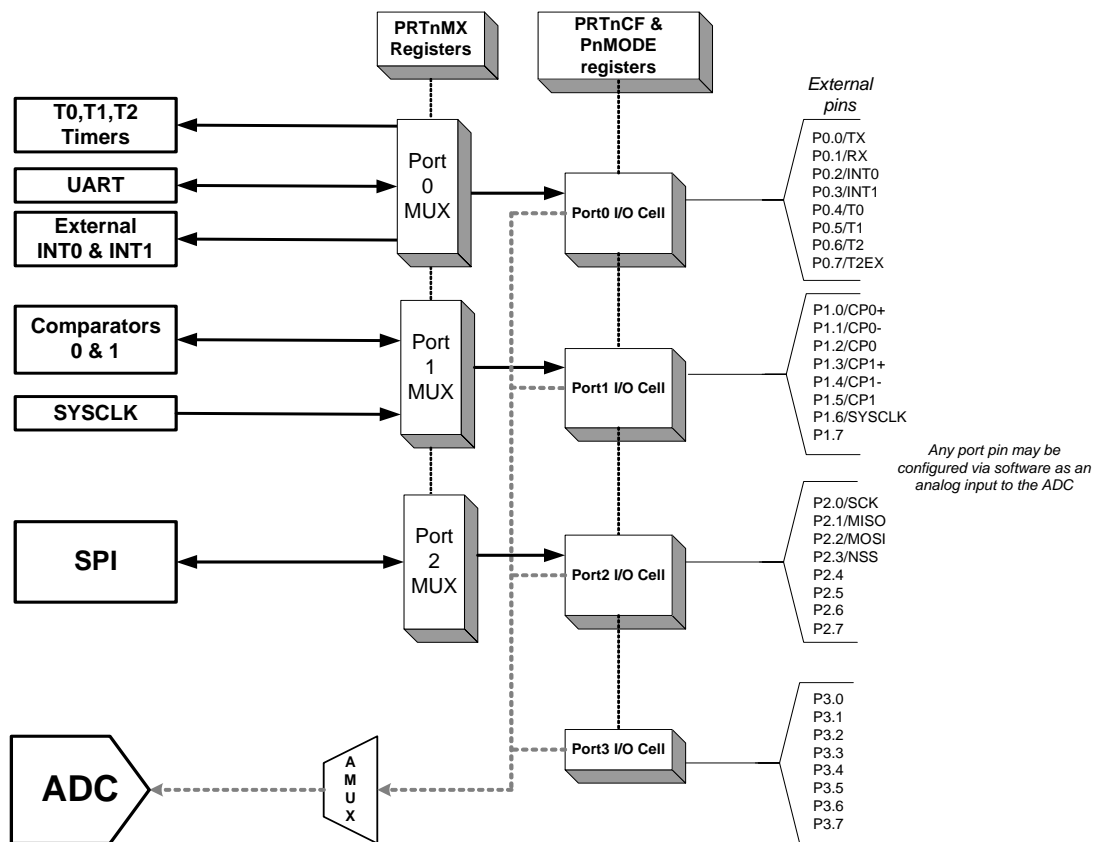 PRTnMX
Registers
PRTnCF &
PnMODE
registers
External
pins
T0,T1,T2
Timers
UART
External
INT0 & INT1
Port
0
MUX
Port0 I/O Cell
P0.0/TX
P0.1/RX
P0.2/INT0
P0.3/INT1
P0.4/T0
P0.5/T1
P0.6/T2
P0.7/T2EX
Comparators
0 & 1
SYSCLK
Port
1
MUX
Port1 I/O Cell
P1.0/CP0+
P1.1/CP0-
P1.2/CP0
P1.3/CP1+
P1.4/CP1-
P1.5/CP1
P1.6/SYSCLK
P1.7
Any port pin may be
configured via software as an
analog input to the ADC
SPI
Port
2
MUX
Port2 I/O Cell
P2.0/SCK
P2.1/MISO
P2.2/MOSI
P2.3/NSS
P2.4
P2.5
P2.6
P2.7
ADC
A
M
U
X
Port3 I/O Cell
P3.0
P3.1
P3.2
P3.3
P3.4
P3.5
P3.6
P3.7